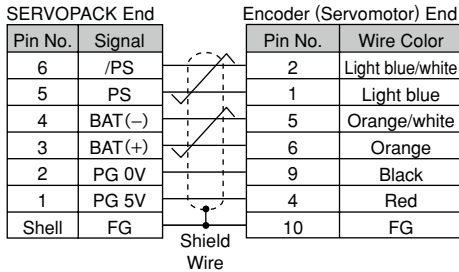 SERVOPACK End Encoder (Servomotor) End
Pin No. Signal Pin No. Wire Color
6 /PS 2 Light blue/white
5 PS 1 Light blue
4 BAT(−) 5 Orange/white
3 BAT(+) 6 Orange
2 PG 0V 9 Black
1 PG 5V 4 Red
Shell FG 10 FG
Shield
Wire